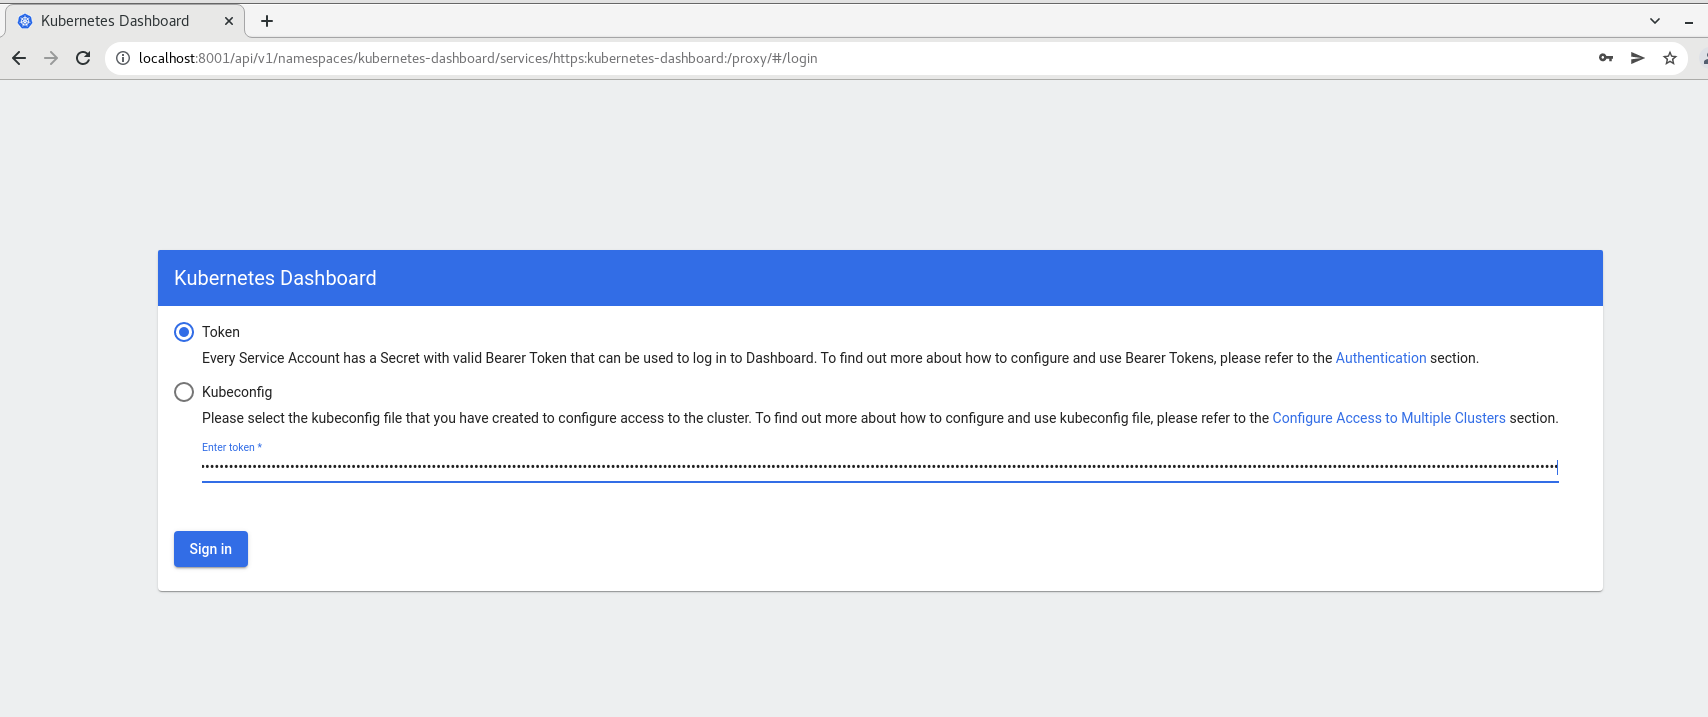 Kubernetes Dashboard
localhost:8001/api/v1/namespaces/kubernetes-dashboard/services/https:kubernetes-dashboard:/proxy/#/login
Kubernetes Dashboard
Token
Every Service Account has a Secret with valid Bearer Token that can be used to log in to Dashboard. To find out more about how to configure and use Bearer Tokens, please refer to the Authentication section.
Kubeconfig
Please select the kubeconfig file that you have created to configure access to the cluster. To find out more about how to configure and use kubeconfig file, please refer to the Configure Access to Multiple Clusters section.
Enter token *
Sign in